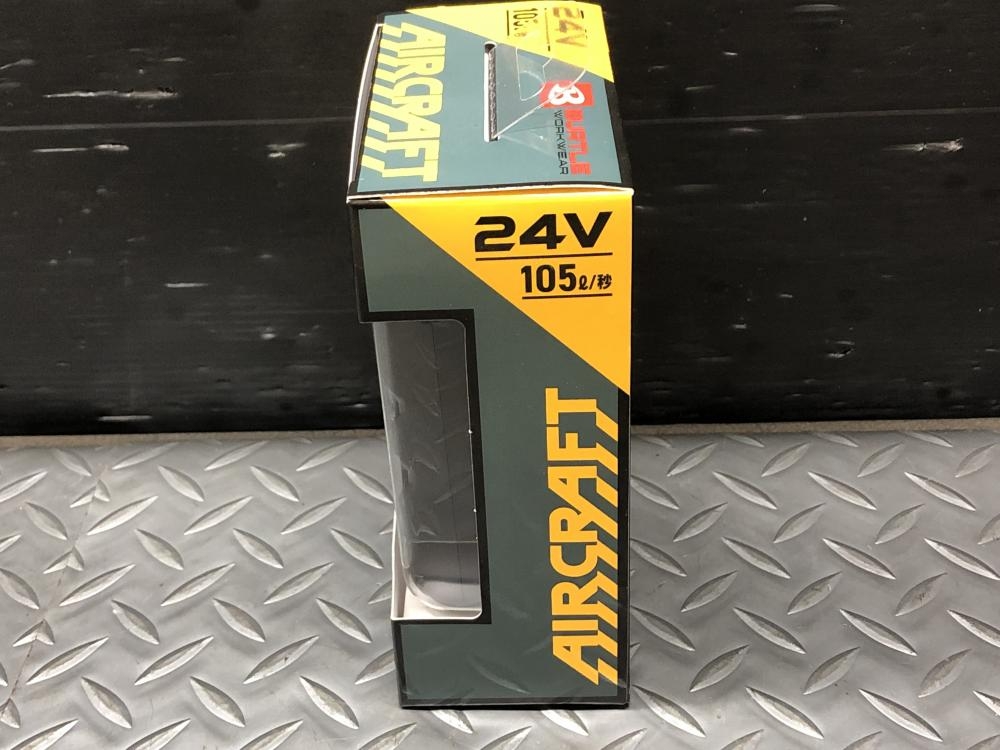 24V
AIRCRAFT
BURTLE
WORKWEAR
24V
105ℓ/秒
AIRCRAFT